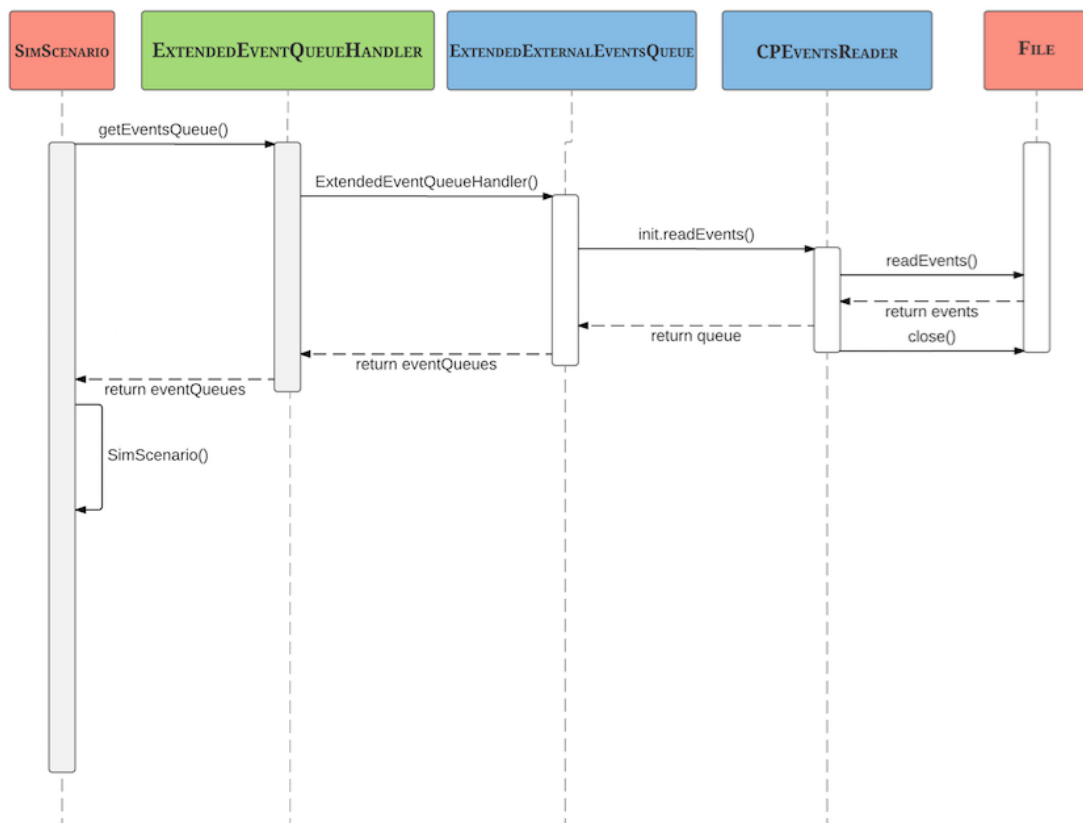 SimScenario
ExtendedEventQueueHandler
ExtendedExternalEventsQueue
CPEventsReader
File
getEventsQueue()
ExtendedEventQueueHandler()
init.readEvents()
readEvents()
return events
return queue
close()
return eventQueues
return eventQueues
SimScenario()